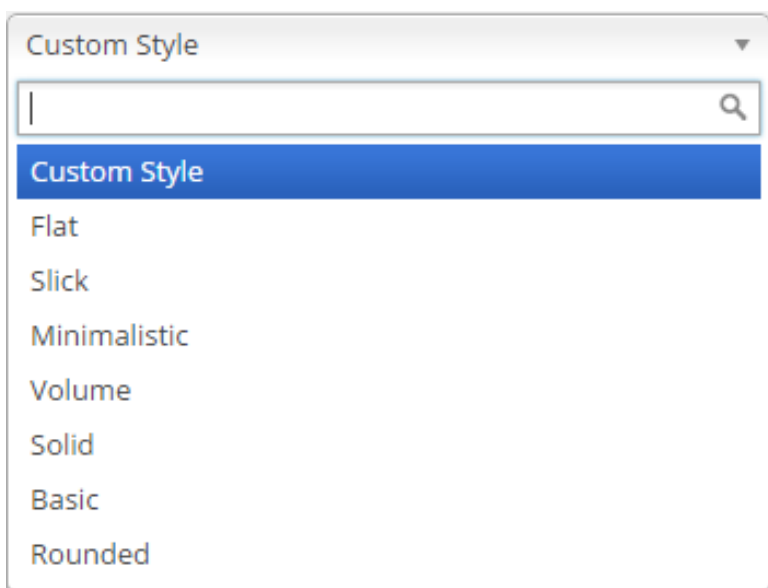 Custom Style
Custom Style
Flat
Slick
Minimalistic
Volume
Solid
Basic
Rounded